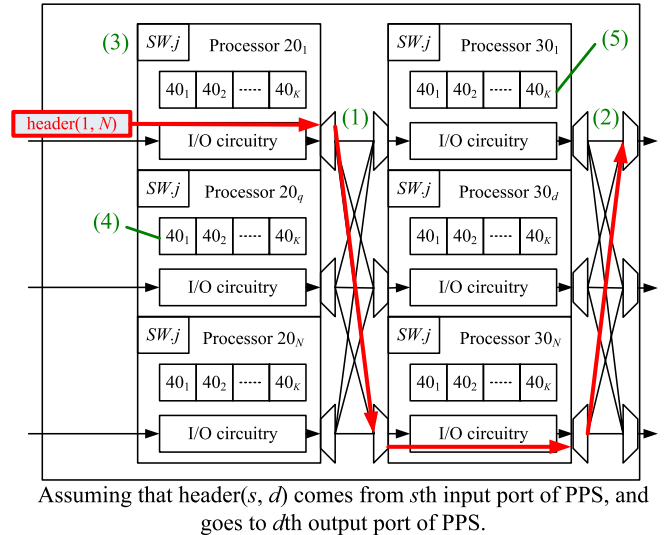 (3) SW.j Processor 20₁ SW.j Processor 30₁ (5)
40₁ 40₂ ----- 40K 40₁ 40₂ ----- 40K
header(1, N) (1) (2)
I/O circuitry I/O circuitry
SW.j Processor 20q SW.j Processor 30d
(4) 40₁ 40₂ ----- 40K 40₁ 40₂ ----- 40K
I/O circuitry I/O circuitry
SW.j Processor 20N SW.j Processor 30N
40₁ 40₂ ----- 40K 40₁ 40₂ ----- 40K
I/O circuitry I/O circuitry
Assuming that header(s, d) comes from sth input port of PPS, and
goes to dth output port of PPS.